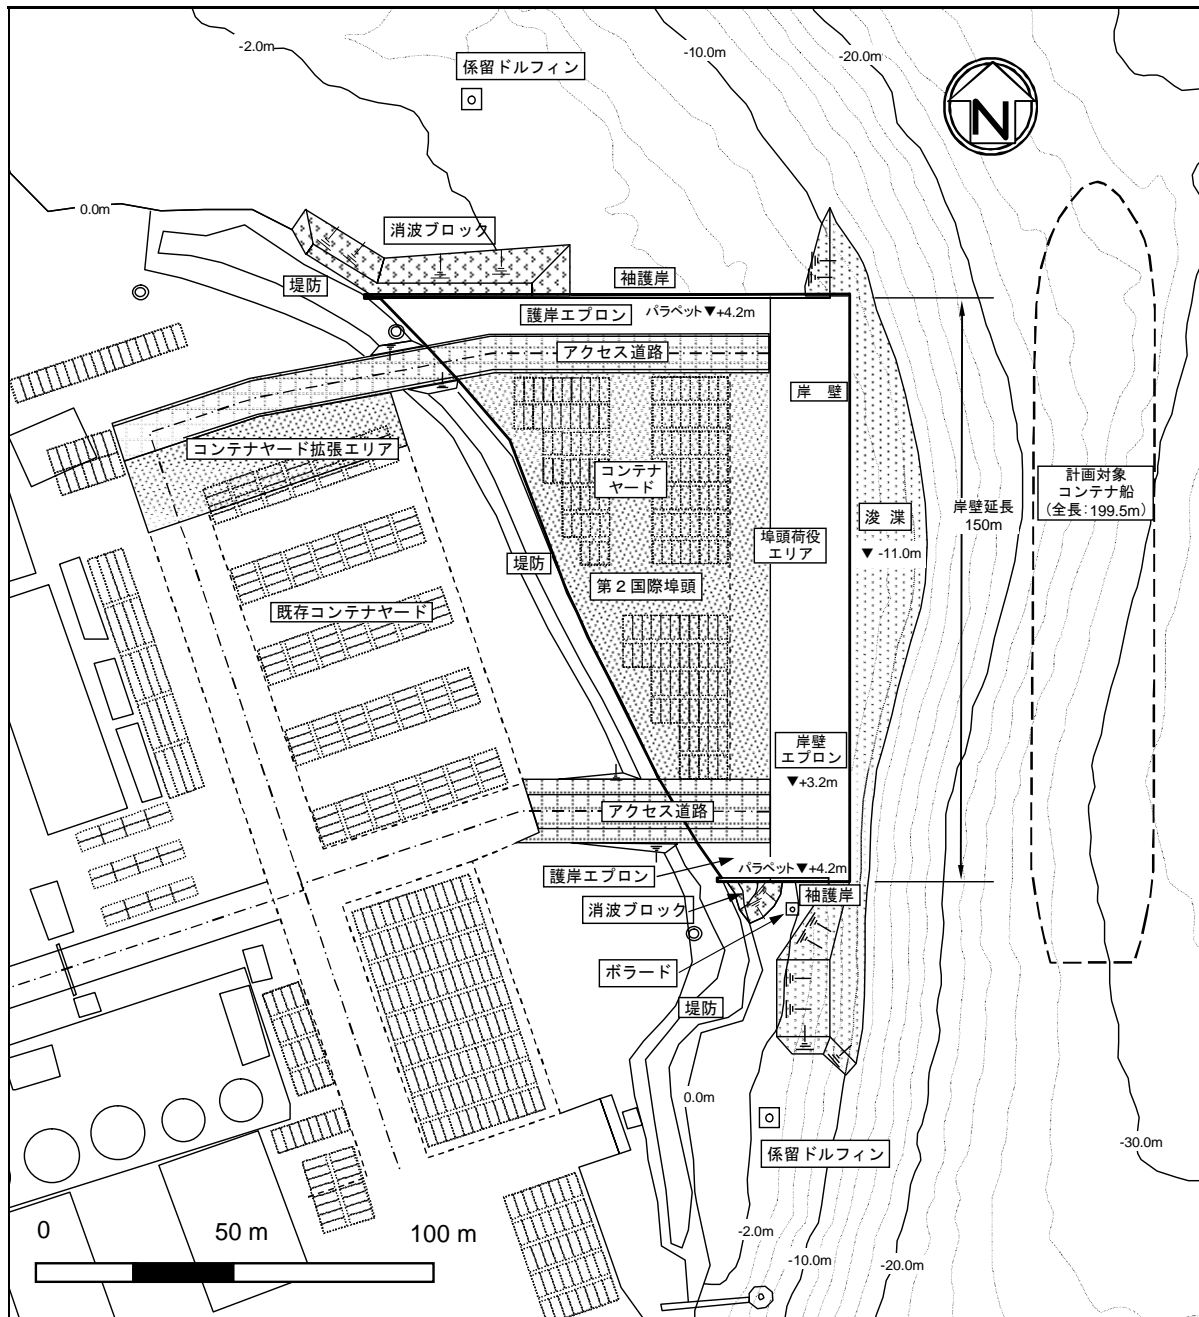 -2.0m
-10.0m
-20.0m
係留ドルフィン
N
0.0m
消波ブロック
堤防
袖護岸
護岸エプロン
パラペット▼+4.2m
アクセス道路
岸 壁
コンテナヤード拡張エリア
コンテナ
ヤード
計画対象
コンテナ船
(全長:199.5m)
岸壁延長
150m
浚 渫
▼ -11.0m
埠頭荷役
エリア
堤防
第2国際埠頭
既存コンテナヤード
岸壁
エプロン
▼+3.2m
アクセス道路
パラペット▼+4.2m
護岸エプロン
袖護岸
消波ブロック
ボラード
堤防
0.0m
係留ドルフィン
-30.0m
-2.0m
-10.0m
-20.0m
0
50 m
100 m